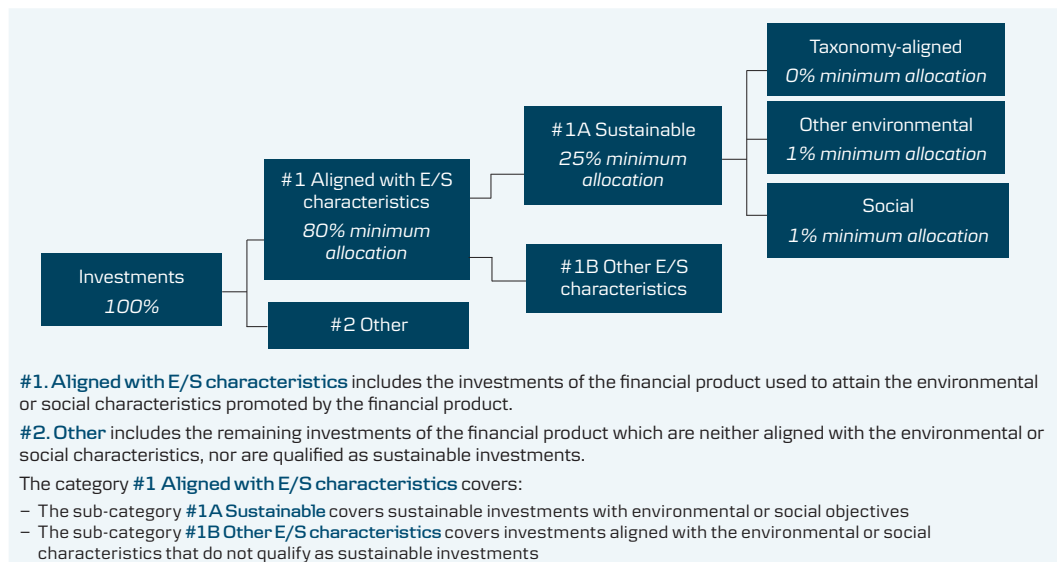 Taxonomy-aligned
0% minimum allocation
#1A Sustainable
25% minimum
allocation
Other environmental
1% minimum allocation
#1 Aligned with E/S
characteristics
80% minimum
allocation
Social
1% minimum allocation
Investments
100%
#1B Other E/S
characteristics
#2 Other
#1. Aligned with E/S characteristics includes the investments of the financial product used to attain the environmental
or social characteristics promoted by the financial product.
#2. Other includes the remaining investments of the financial product which are neither aligned with the environmental or
social characteristics, nor are qualified as sustainable investments.
The category #1 Aligned with E/S characteristics covers:
– The sub-category #1A Sustainable covers sustainable investments with environmental or social objectives
– The sub-category #1B Other E/S characteristics covers investments aligned with the environmental or social
characteristics that do not qualify as sustainable investments